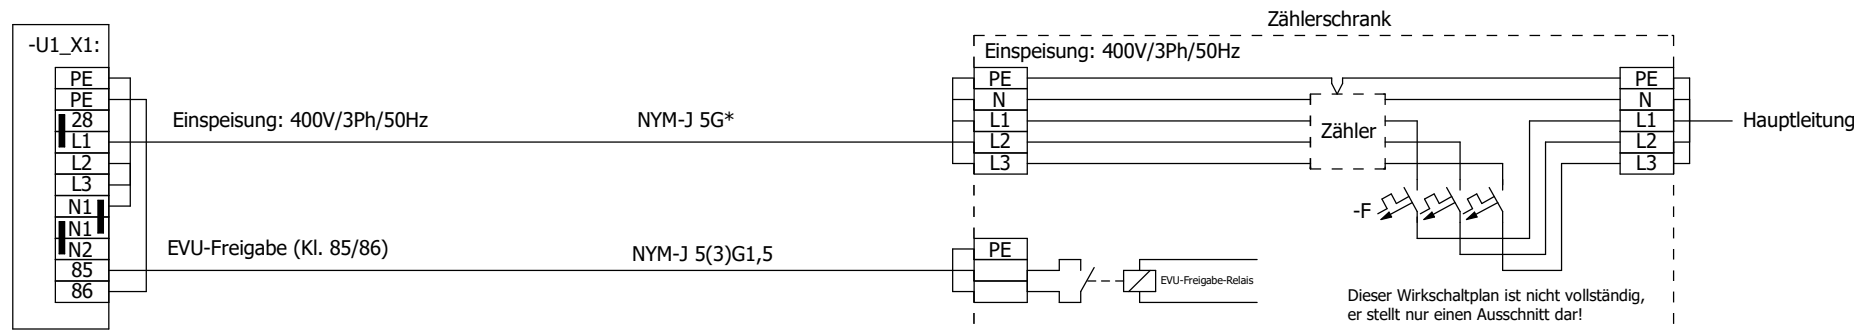 Zählerschrank
-U1_X1:
PE
PE
28
L1
L2
L3
N1
N1
N2
85
86
Einspeisung: 400V/3Ph/50Hz
NYM-J 5G*
EVU-Freigabe (Kl. 85/86)
NYM-J 5(3)G1,5
Einspeisung: 400V/3Ph/50Hz
PE
N
L1
L2
L3
Zähler
PE
N
L1
L2
L3
Hauptleitung
-F
PE
EVU-Freigabe-Relais
Dieser Wirkschaltplan ist nicht vollständig,
er stellt nur einen Ausschnitt dar!